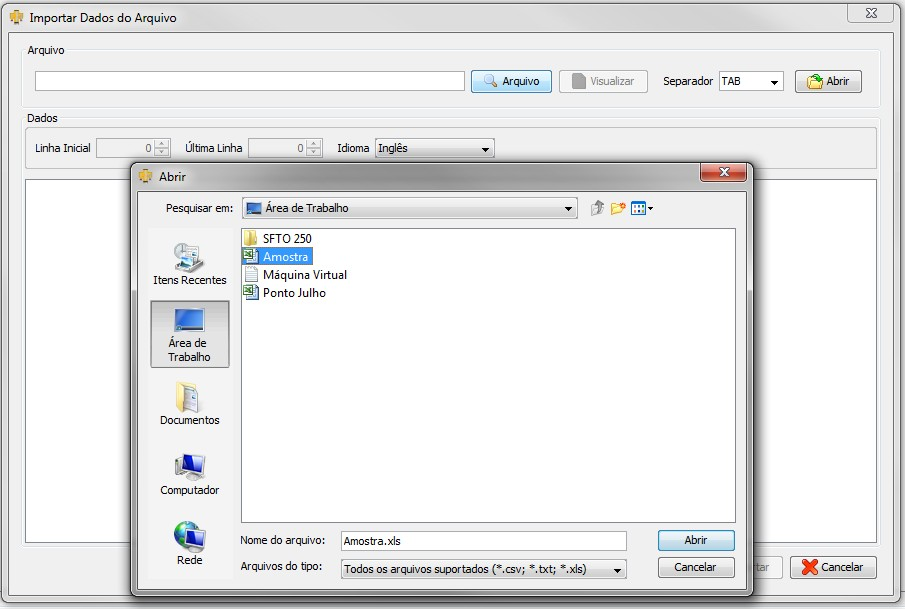 Importar Dados do Arquivo
Arquivo
Arquivo Visualizar Separador TAB Abrir
Dados
Linha Inicial 0 Última Linha 0 Idioma Inglês
Abrir
Pesquisar em: Área de Trabalho
SFTO 250
Amostra
Máquina Virtual
Ponto Julho
Itens Recentes
Área de
Trabalho
Documentos
Computador
Rede
Nome do arquivo: Amostra.xls Abrir
Arquivos do tipo: Todos os arquivos suportados (*.csv; *.txt; *.xls) Cancelar
Cancelar